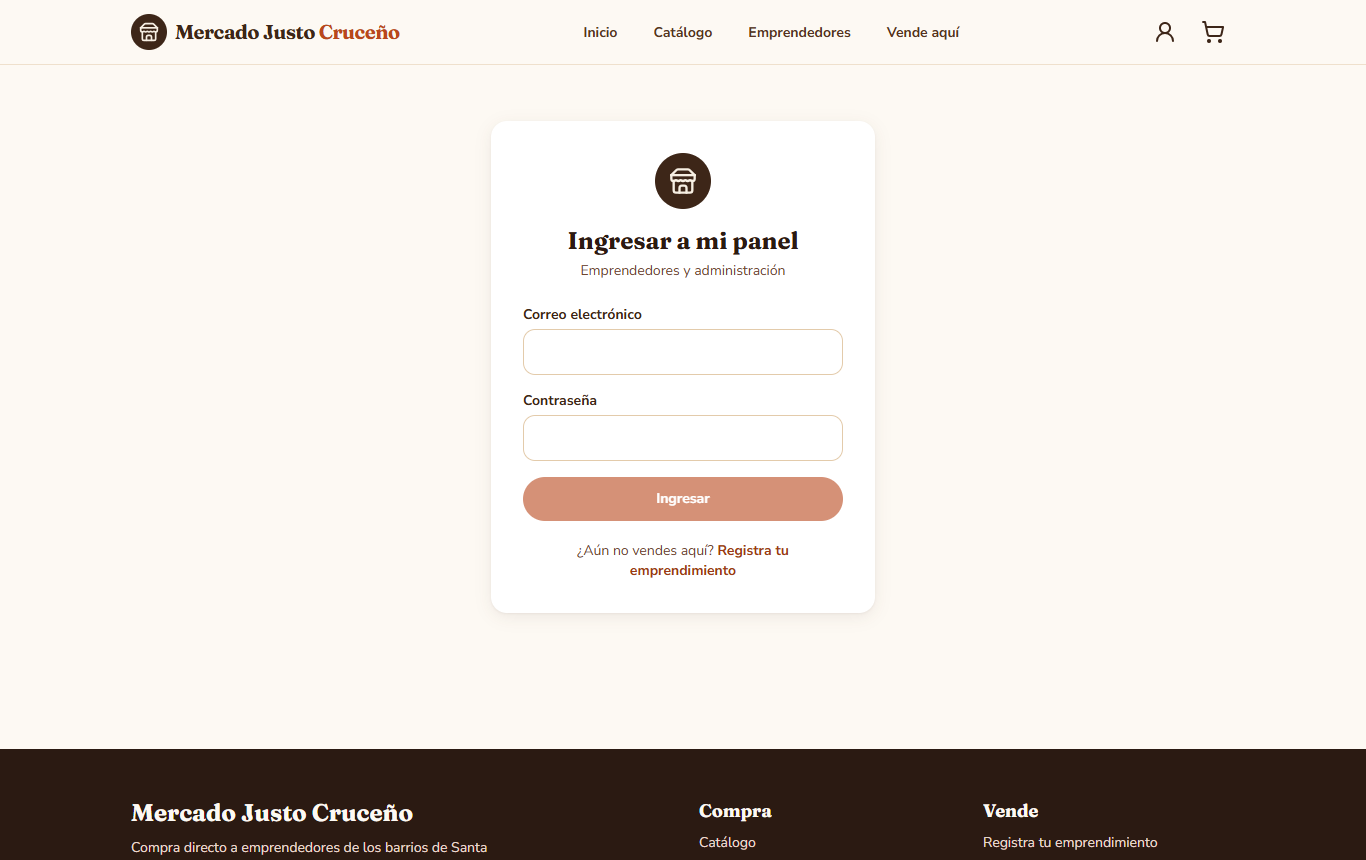 Mercado Justo Cruceño
Inicio
Catálogo
Emprendedores
Vende aquí
Ingresar a mi panel
Emprendedores y administración
Correo electrónico
Contraseña
Ingresar
¿Aún no vendes aquí? Registra tu
emprendimiento
Mercado Justo Cruceño
Compra directo a emprendedores de los barrios de Santa
Compra
Catálogo
Vende
Registra tu emprendimiento